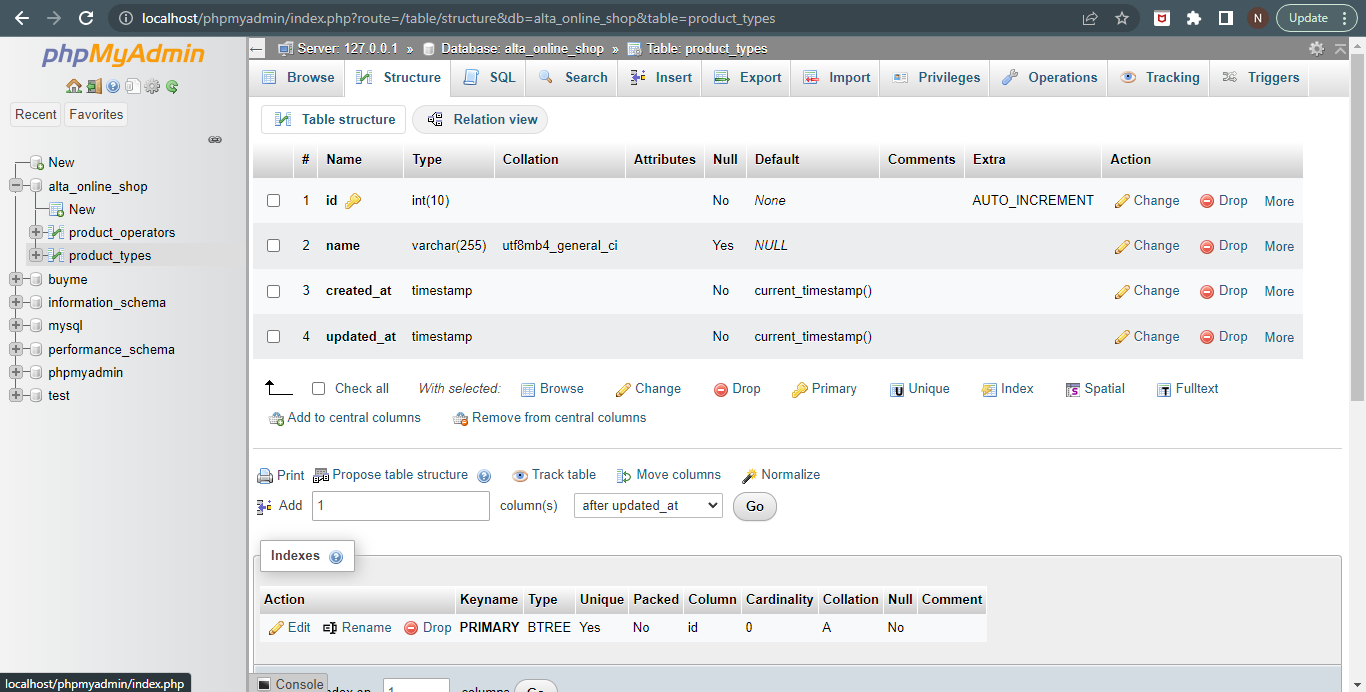 localhost/phpmyadmin/index.php?route=/table/structure&db=alta_online_shop&table=product_types
N
Update
phpMyAdmin
Recent Favorites
New
alta_online_shop
New
product_operators
product_types
buyme
information_schema
mysql
performance_schema
phpmyadmin
test
Server: 127.0.0.1 » Database: alta_online_shop » Table: product_types
Browse Structure SQL Search Insert Export Import Privileges Operations Tracking Triggers
Table structure Relation view
# Name Type Collation Attributes Null Default Comments Extra Action
1 id int(10) No None AUTO_INCREMENT Change Drop More
2 name varchar(255) utf8mb4_general_ci Yes NULL Change Drop More
3 created_at timestamp No current_timestamp() Change Drop More
4 updated_at timestamp No current_timestamp() Change Drop More
Check all With selected: Browse Change Drop Primary Unique Index Spatial Fulltext
Add to central columns Remove from central columns
Print Propose table structure Track table Move columns Normalize
Add 1 column(s) after updated_at Go
Indexes
Action Keyname Type Unique Packed Column Cardinality Collation Null Comment
Edit Rename Drop PRIMARY BTREE Yes No id 0 A No
Console
localhost/phpmyadmin/index.php